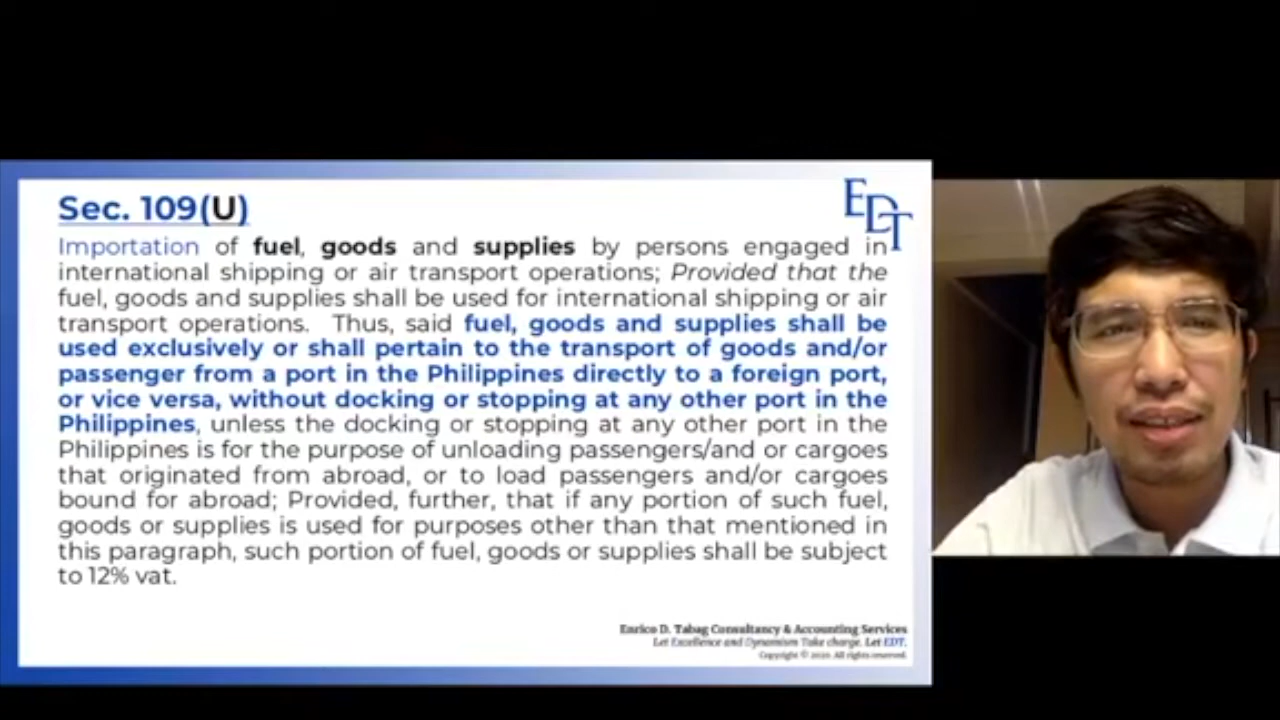 Sec. 109(U)
EDT
Importation of fuel, goods and supplies by persons engaged in
international shipping or air transport operations; Provided that the
fuel, goods and supplies shall be used for international shipping or air
transport operations. Thus, said fuel, goods and supplies shall be
used exclusively or shall pertain to the transport of goods and/or
passenger from a port in the Philippines directly to a foreign port,
or vice versa, without docking or stopping at any other port in the
Philippines, unless the docking or stopping at any other port in the
Philippines is for the purpose of unloading passengers/and or cargoes
that originated from abroad, or to load passengers and/or cargoes
bound for abroad; Provided, further, that if any portion of such fuel,
goods or supplies is used for purposes other than that mentioned in
this paragraph, such portion of fuel, goods or supplies shall be subject
to 12% vat.
Enrico D. Tabag Consultancy & Accounting Services
Let Excellence and Dynamism Take charge. Let EDT.
Copyright © 2020. All rights reserved.